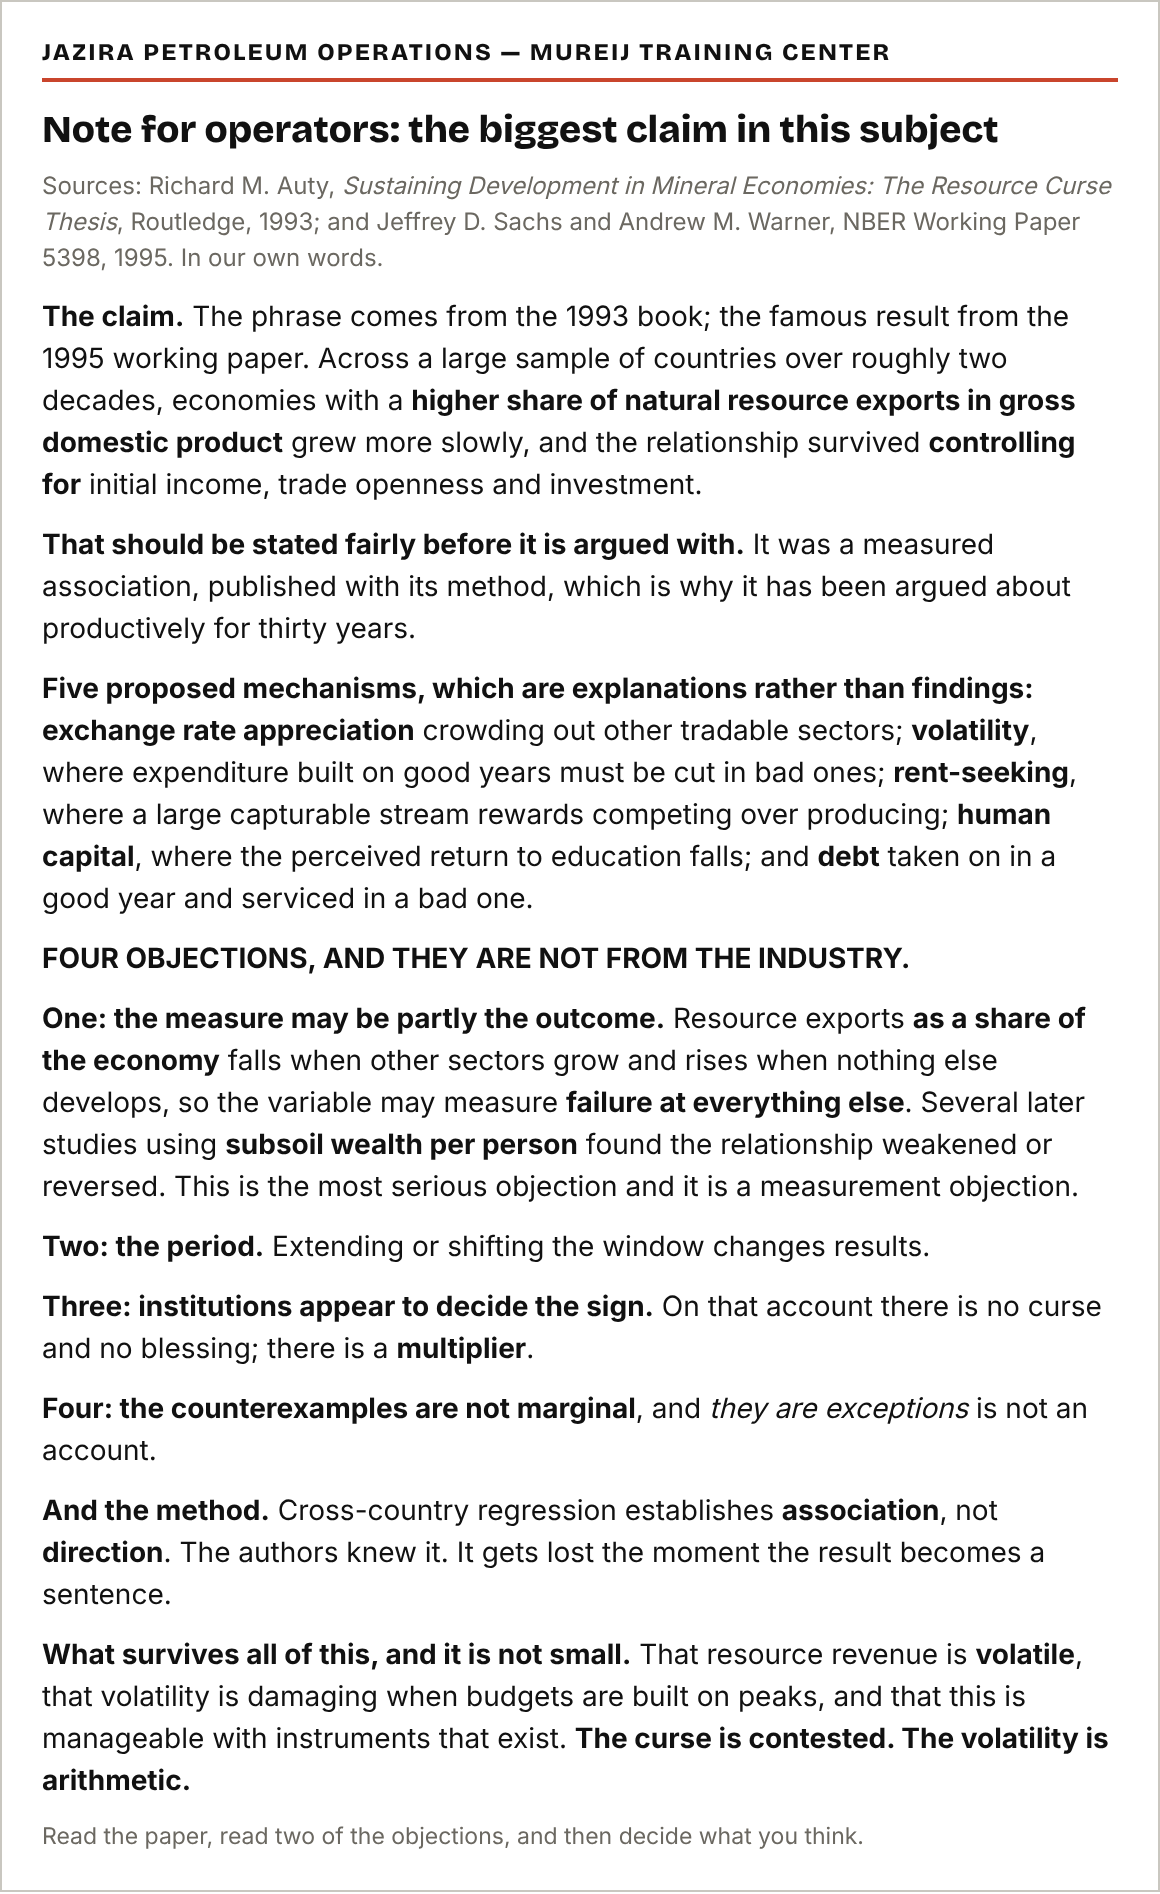 JAZIRA PETROLEUM OPERATIONS — MUREIJ TRAINING CENTER
Note for operators: the biggest claim in this subject
Sources: Richard M. Auty, Sustaining Development in Mineral Economies: The Resource Curse
Thesis, Routledge, 1993; and Jeffrey D. Sachs and Andrew M. Warner, NBER Working Paper
5398, 1995. In our own words.
The claim. The phrase comes from the 1993 book; the famous result from the
1995 working paper. Across a large sample of countries over roughly two
decades, economies with a higher share of natural resource exports in gross
domestic product grew more slowly, and the relationship survived controlling
for initial income, trade openness and investment.
That should be stated fairly before it is argued with. It was a measured
association, published with its method, which is why it has been argued about
productively for thirty years.
Five proposed mechanisms, which are explanations rather than findings:
exchange rate appreciation crowding out other tradable sectors; volatility,
where expenditure built on good years must be cut in bad ones; rent-seeking,
where a large capturable stream rewards competing over producing; human
capital, where the perceived return to education falls; and debt taken on in a
good year and serviced in a bad one.
FOUR OBJECTIONS, AND THEY ARE NOT FROM THE INDUSTRY.
One: the measure may be partly the outcome. Resource exports as a share of
the economy falls when other sectors grow and rises when nothing else
develops, so the variable may measure failure at everything else. Several later
studies using subsoil wealth per person found the relationship weakened or
reversed. This is the most serious objection and it is a measurement objection.
Two: the period. Extending or shifting the window changes results.
Three: institutions appear to decide the sign. On that account there is no curse
and no blessing; there is a multiplier.
Four: the counterexamples are not marginal, and they are exceptions is not an
account.
And the method. Cross-country regression establishes association, not
direction. The authors knew it. It gets lost the moment the result becomes a
sentence.
What survives all of this, and it is not small. That resource revenue is volatile,
that volatility is damaging when budgets are built on peaks, and that this is
manageable with instruments that exist. The curse is contested. The volatility is
arithmetic.
Read the paper, read two of the objections, and then decide what you think.